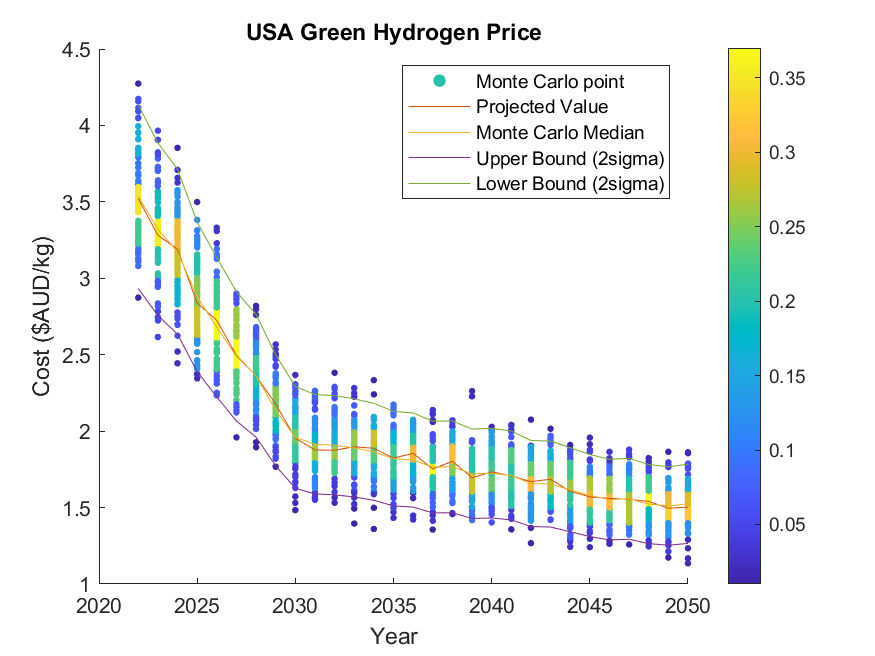 USA Green Hydrogen Price
4.5
4
3.5
3
2.5
2
1.5
1
Cost ($AUD/kg)
2020
2025
2030
2035
2040
2045
2050
Year
Monte Carlo point
Projected Value
Monte Carlo Median
Upper Bound (2sigma)
Lower Bound (2sigma)
0.35
0.3
0.25
0.2
0.15
0.1
0.05